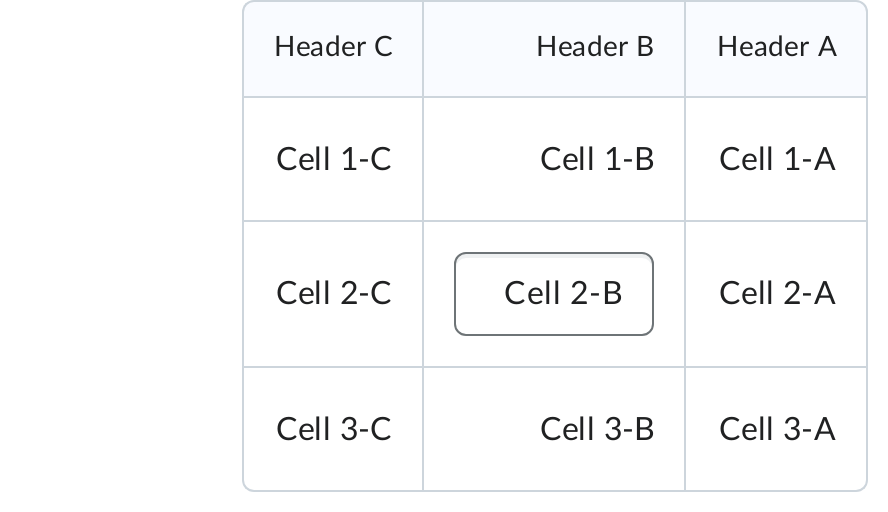 Header C Header B Header A
Cell 1-C Cell 1-B Cell 1-A
Cell 2-C Cell 2-B Cell 2-A
Cell 3-C Cell 3-B Cell 3-A